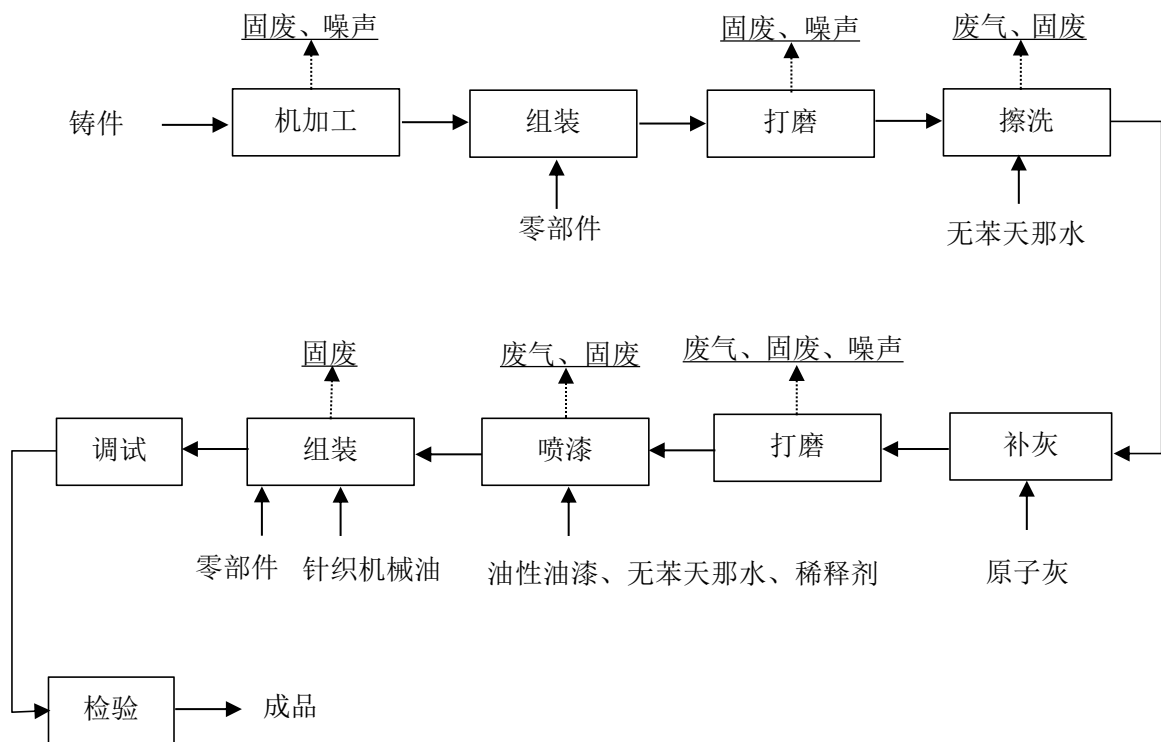 固废、噪声
固废、噪声
废气、固废
铸件
机加工
组装
打磨
擦洗
零部件
无苯天那水
固废
废气、固废
废气、固废、噪声
调试
组装
喷漆
打磨
补灰
零部件
针织机械油
油性油漆、无苯天那水、稀释剂
原子灰
检验
成品